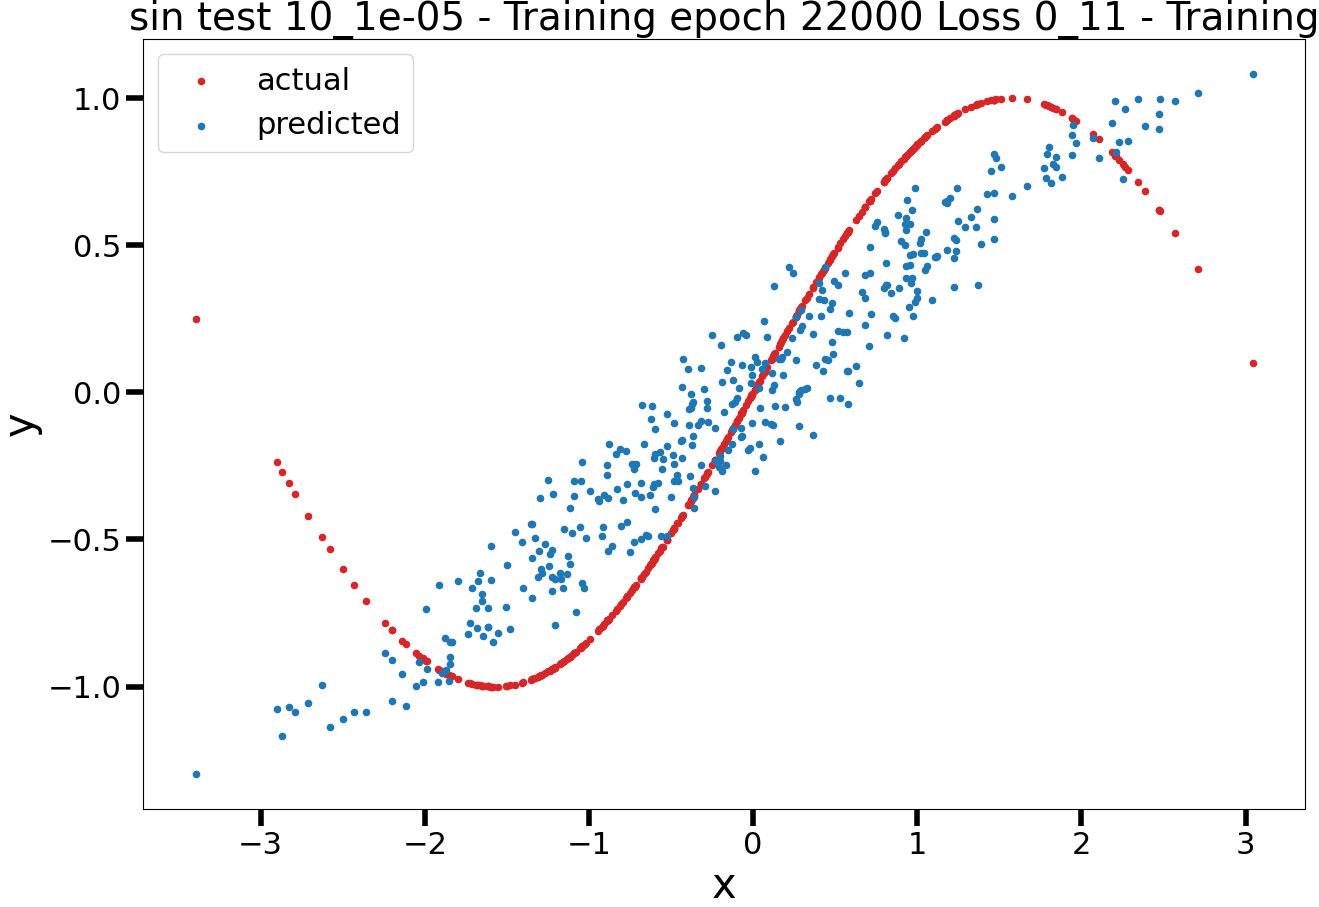 sin test 10_1e-05 - Training epoch 22000 Loss 0_11 - Training
actual
predicted
1.0
0.5
0.0
−0.5
−1.0
y
−3 −2 −1 0 1 2 3
x